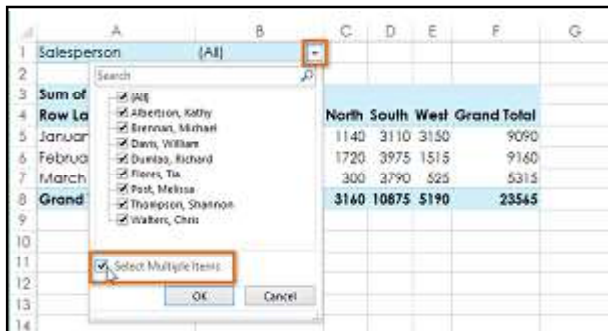 A B C D E F G
1 Salesperson (All)
2 Search
3 Sum of
4 Row La North South West Grand Total
5 Januar 1140 3110 3150 9090
6 Februa 1720 3975 1515 9160
7 March 300 3790 525 5315
8 Grand 3160 10875 5190 23565
(All)
Albertson, Kathy
Brennan, Michael
Davis, William
Dumlao, Richard
Flores, Tia
Post, Melissa
Thompson, Shannon
Walters, Chris
9
10
11 Select Multiple Items
12 OK Cancel
13
14